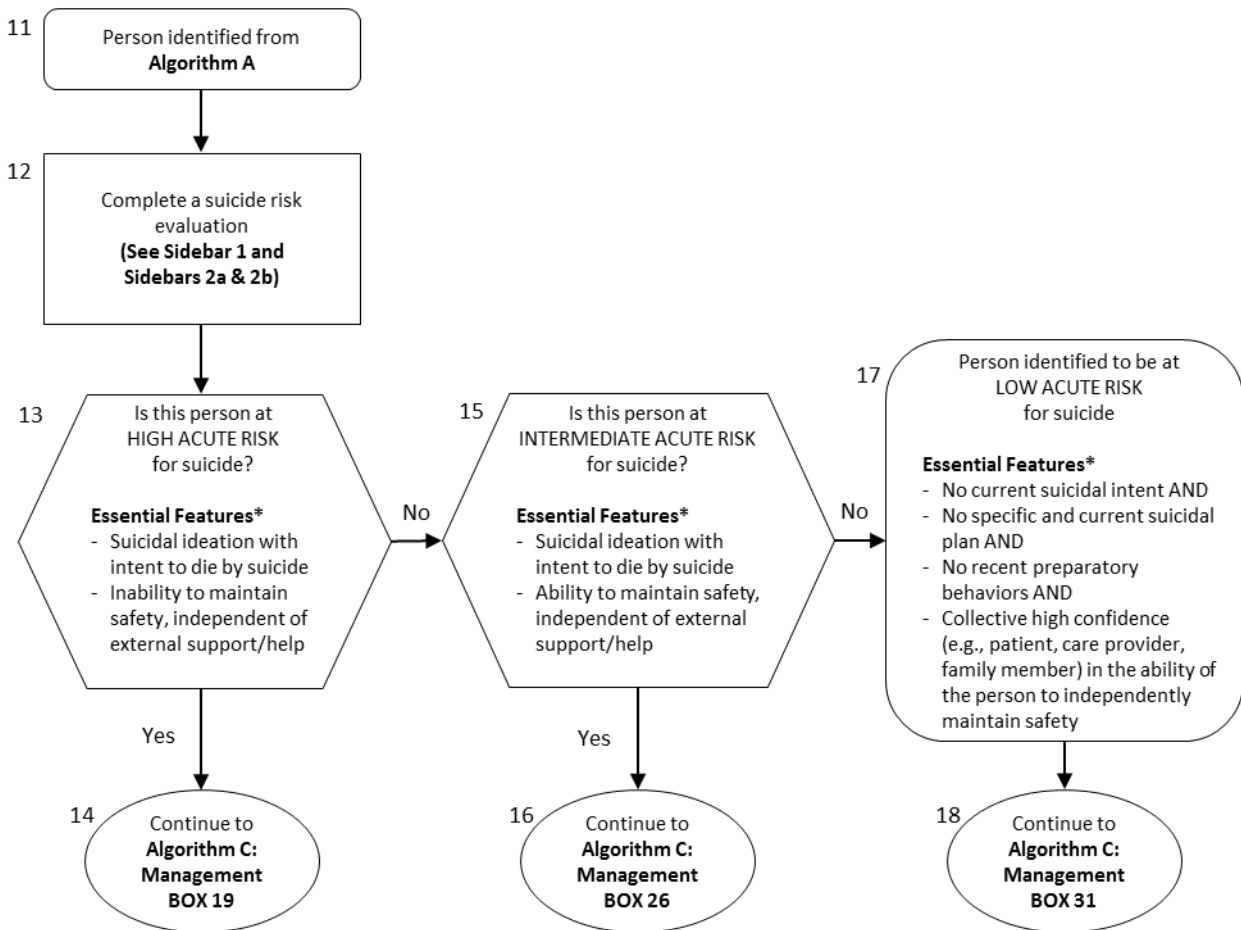 11
Person identified from
Algorithm A
12
Complete a suicide risk
evaluation
(See Sidebar 1 and
Sidebars 2a & 2b)
13
Is this person at
HIGH ACUTE RISK
for suicide?
Essential Features*
- Suicidal ideation with
intent to die by suicide
- Inability to maintain
safety, independent of
external support/help
No
Yes
14
Continue to
Algorithm C:
Management
BOX 19
15
Is this person at
INTERMEDIATE ACUTE RISK
for suicide?
Essential Features*
- Suicidal ideation with
intent to die by suicide
- Ability to maintain safety,
independent of external
support/help
No
Yes
16
Continue to
Algorithm C:
Management
BOX 26
17
Person identified to be at
LOW ACUTE RISK
for suicide
Essential Features*
- No current suicidal intent AND
- No specific and current suicidal
plan AND
- No recent preparatory
behaviors AND
- Collective high confidence
(e.g., patient, care provider,
family member) in the ability of
the person to independently
maintain safety
18
Continue to
Algorithm C:
Management
BOX 31